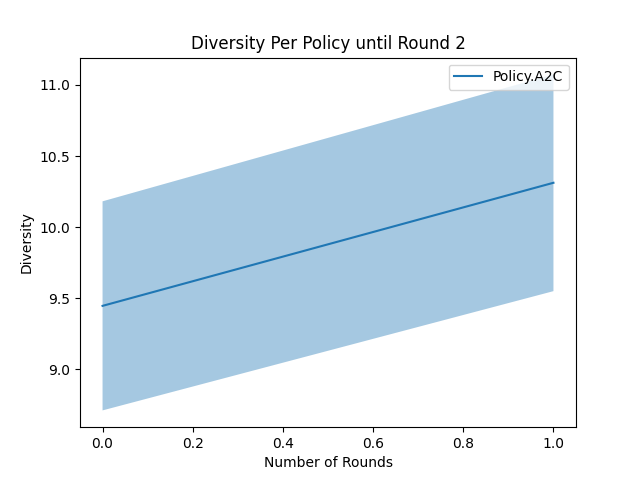 Diversity Per Policy until Round 2
Policy.A2C
11.0
10.5
10.0
9.5
9.0
Diversity
0.0 0.2 0.4 0.6 0.8 1.0
Number of Rounds